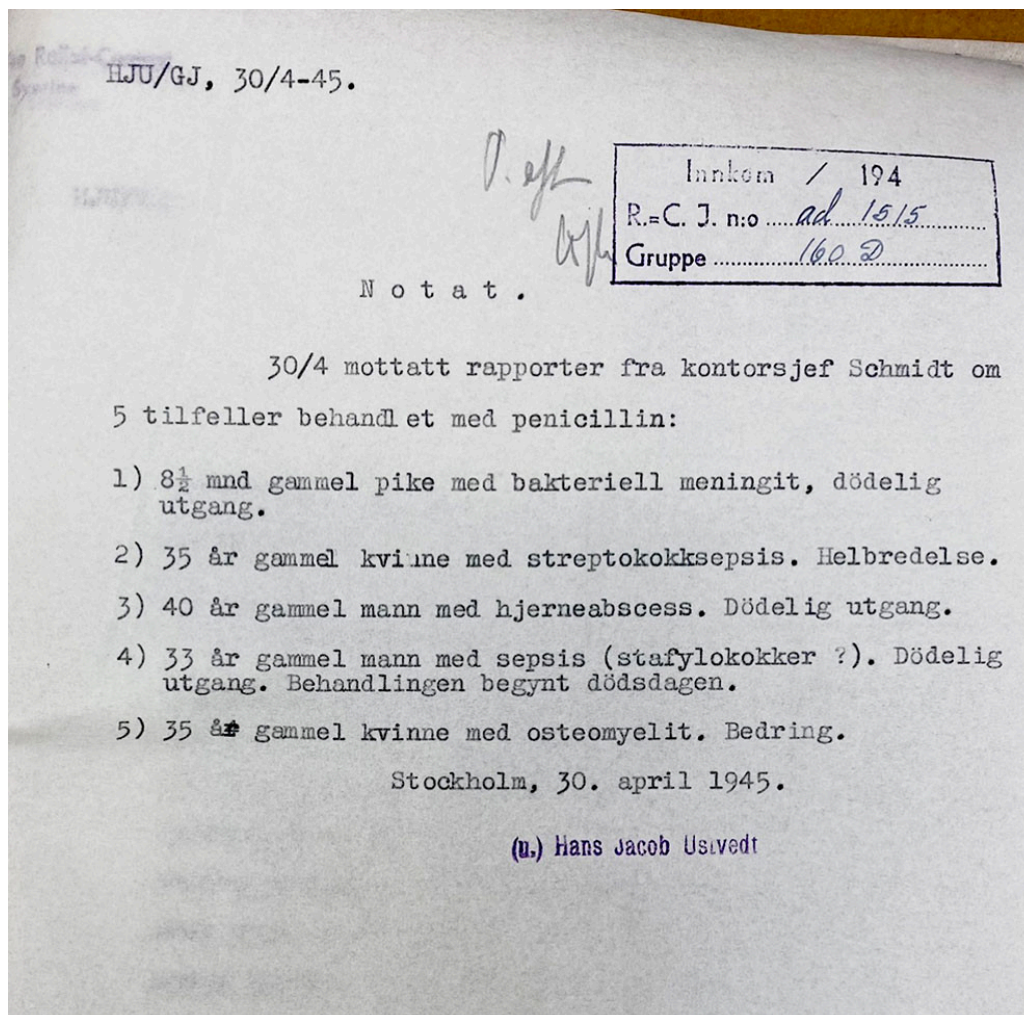 HJU/GJ, 30/4-45.
Innkom / 194
R.=C. J. n:o ad 1515
Gruppe 160 D
Notat.
30/4 mottatt rapporter fra kontorsjef Schmidt om
5 tilfeller behandlet med penicillin:
1) 8½ mnd gammel pike med bakteriell meningit, dödelig
utgang.
2) 35 år gammel kvinne med streptokokksepsis. Helbredelse.
3) 40 år gammel mann med hjerneabscess. Dödelig utgang.
4) 33 år gammel mann med sepsis (stafylokokker ?). Dödelig
utgang. Behandlingen begynt dödsdagen.
5) 35 år gammel kvinne med osteomyelit. Bedring.
Stockholm, 30. april 1945.
(u.) Hans Jacob Ustvedt